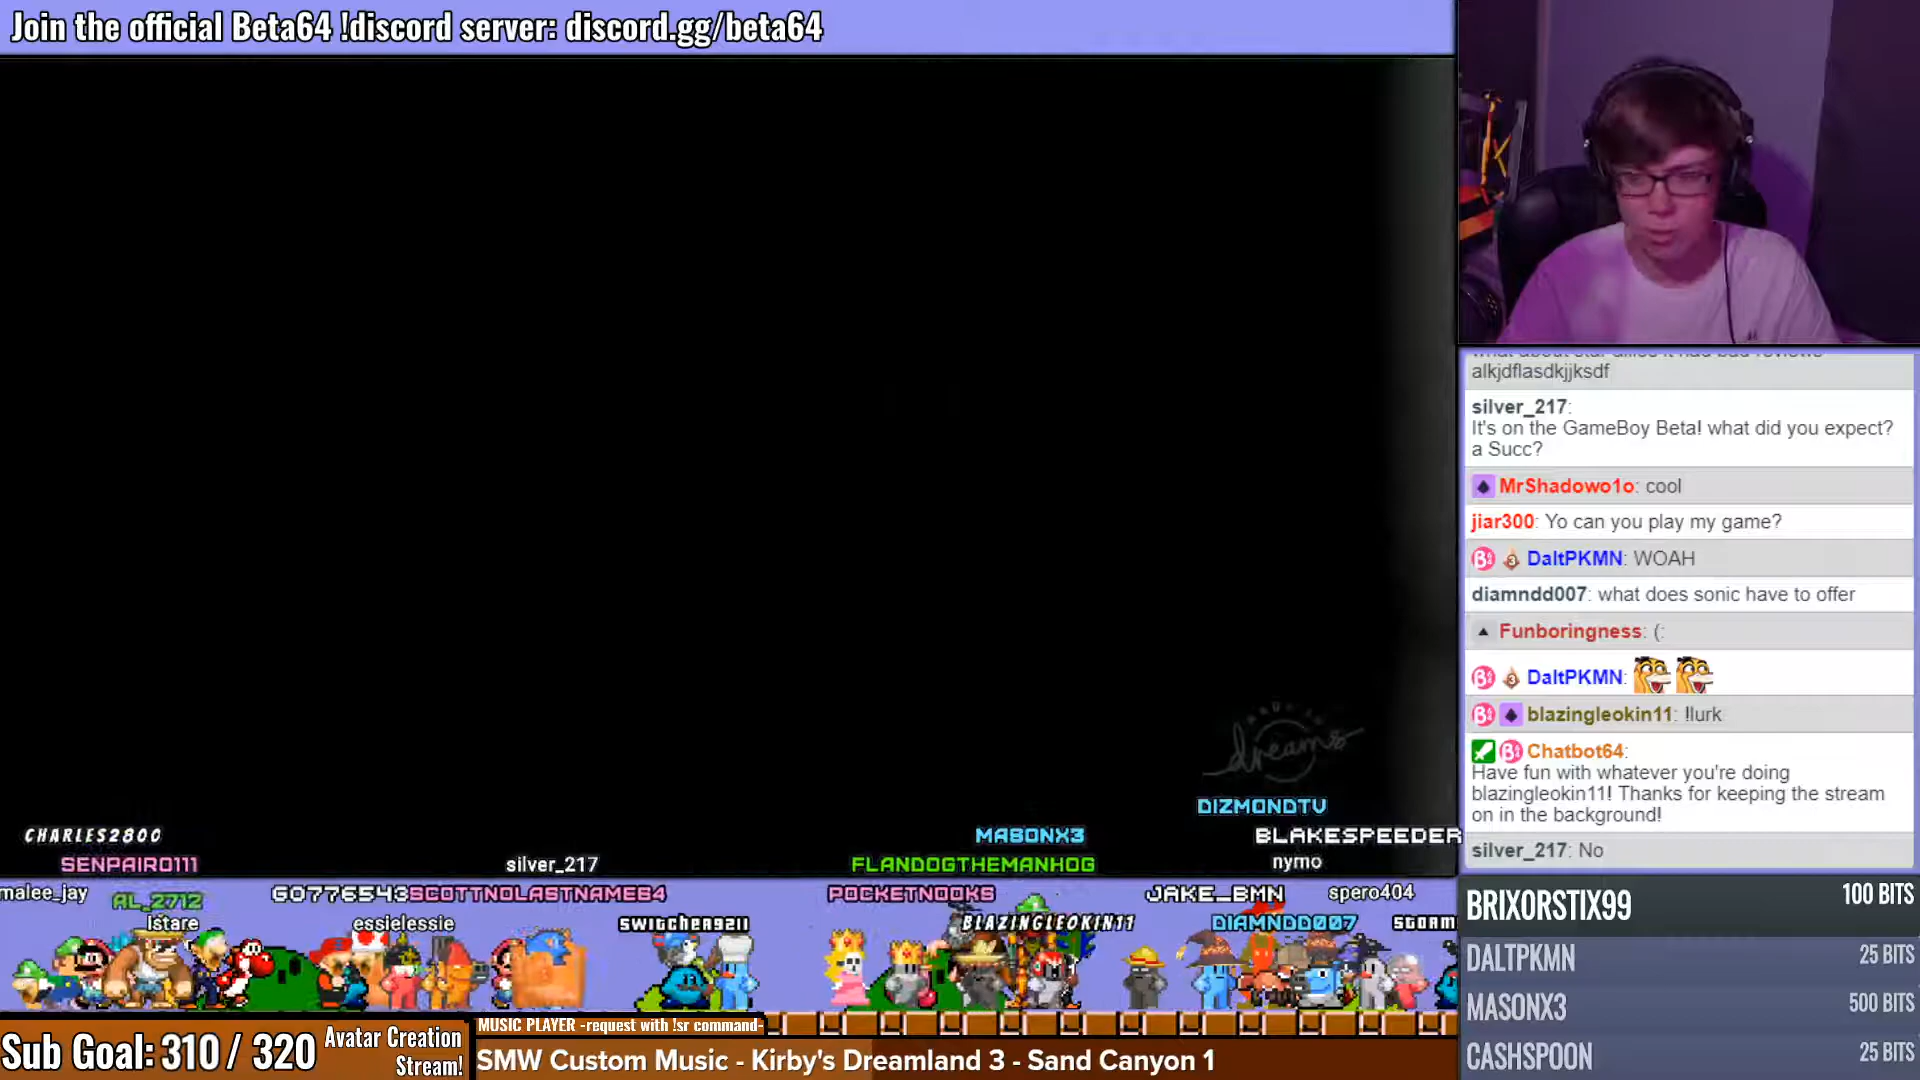 Join the official Beta64 !discord server: discord.gg/beta64
alkjdflasdkjjksdf
silver_217:
It's on the GameBoy Beta! what did you expect?
a Succ?
MrShadowo1o: cool
jiar300: Yo can you play my game?
DaltPKMN: WOAH
diamndd007: what does sonic have to offer
Funboringness: (:
DaltPKMN:
blazingleokin11: !lurk
Chatbot64:
Have fun with whatever you're doing
blazingleokin11! Thanks for keeping the stream
on in the background!
silver_217: No
dreams
DIZMONDTV
CHARLES2800
MASONX3
BLAKESPEEDER
SENPAIRO111
silver_217
FLANDOGTHEMANHOG
nymo
malee_jay
AL_2712
GO776543
SCOTTNOLASTNAME84
POCKETNOOKS
JAKE_BMN
spero404
lstare
essielessie
SWITCHER9211
BLAZINGLEOKIN11
DIAMNDD007
STORM
BRIXORSTIX99 100 BITS
DALTPKMN 25 BITS
MASONX3 500 BITS
CASHSPOON 25 BITS
Sub Goal: 310 / 320
Avatar Creation
Stream!
MUSIC PLAYER -request with !sr command-
SMW Custom Music - Kirby's Dreamland 3 - Sand Canyon 1